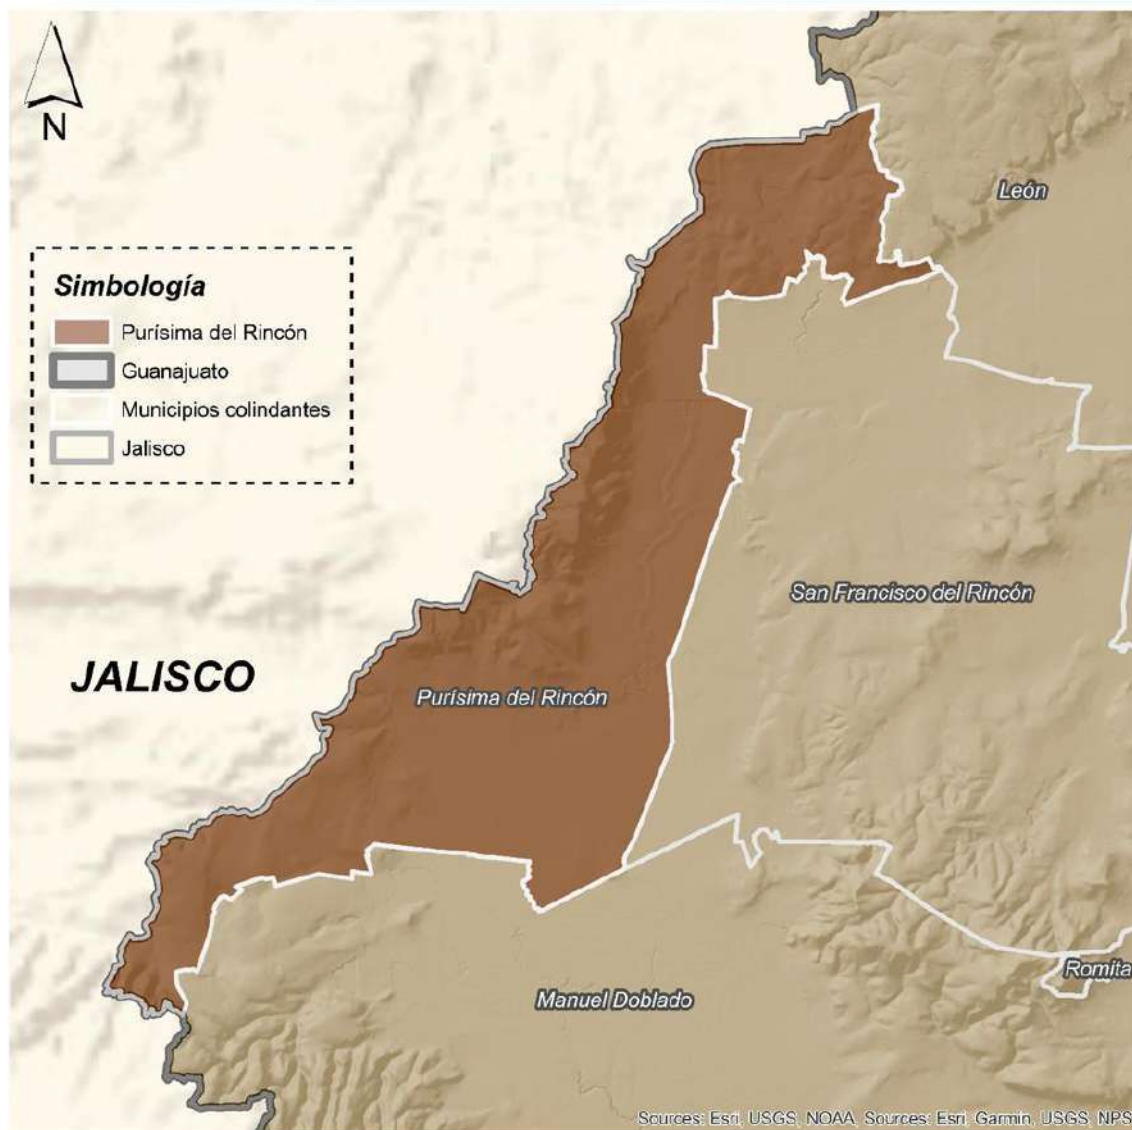 N
León
Simbología
Purísima del Rincón
Guanajuato
Municipios colindantes
Jalisco
San Francisco del Rincón
JALISCO
Purísima del Rincón
Romita
Manuel Doblado
Sources: Esri, USGS, NOAA, Sources: Esri, Garmin, USGS, NPS